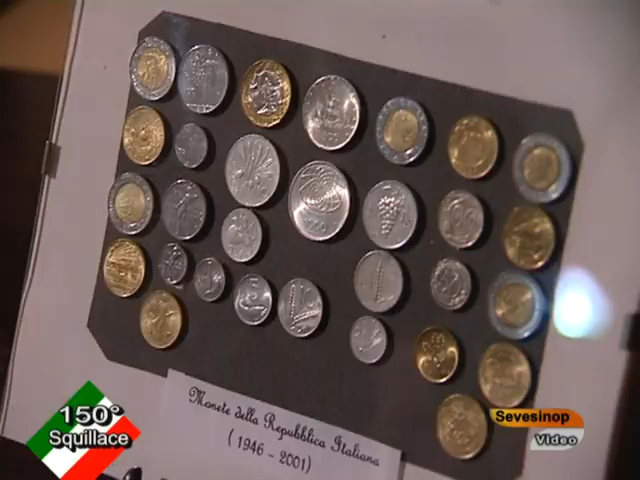 Monete della Repubblica Italiana
(1946 - 2001)
150°
Squillace
Sevesinop
Video